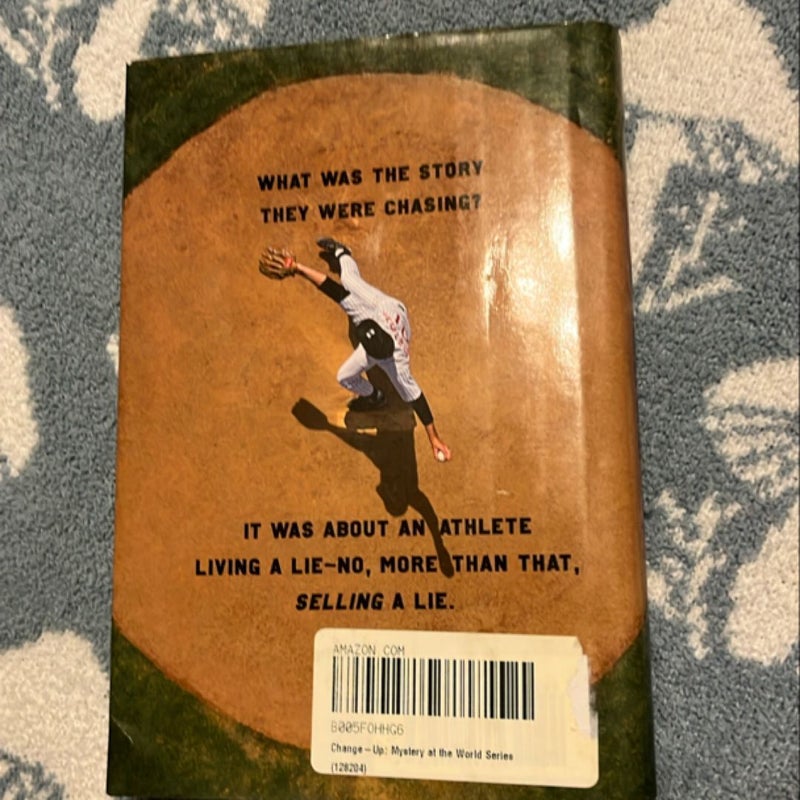 WHAT WAS THE STORY
THEY WERE CHASING?
IT WAS ABOUT AN ATHLETE
LIVING A LIE—NO, MORE THAN THAT,
SELLING A LIE.
AMAZON COM
B005FOHHG6
Change-Up: Mystery at the World Series
(128204)